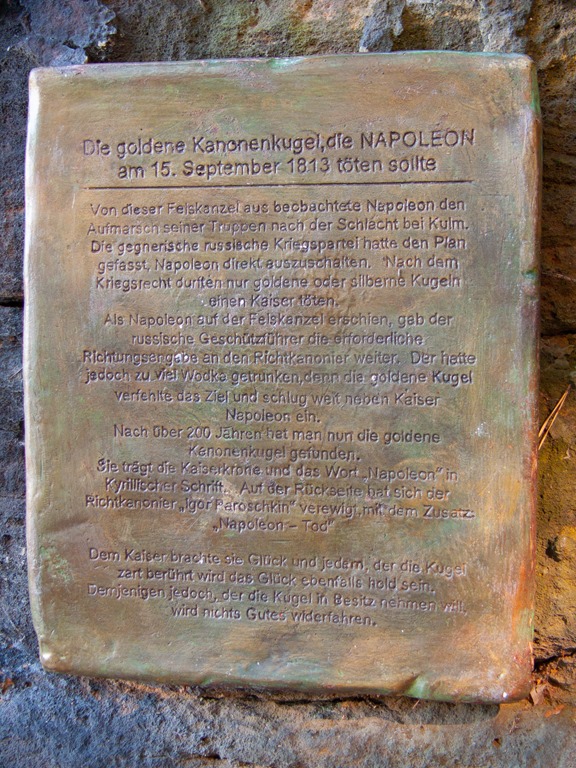 Die goldene Kanonenkugel,die NAPOLEON
am 15. September 1813 töten sollte
Von dieser Felskanzel aus beobachtete Napoleon den
Aufmarsch seiner Truppen nach der Schlacht bei Kulm.
Die gegnerische russische Kriegspartei hatte den Plan
gefasst, Napoleon direkt auszuschalten. Nach dem
Kriegsrecht durften nur goldene oder silberne Kugeln
einen Kaiser töten.
Als Napoleon auf der Felskanzel erschien, gab der
russische Geschützführer die erforderliche
Richtungsangabe an den Richtkanonier weiter. Der hatte
jedoch zu viel Wodka getrunken,denn die goldene Kugel
verfehlte das Ziel und schlug weit neben Kaiser
Napoleon ein.
Nach über 200 Jahren hat man nun die goldene
Kanonenkugel gefunden.
Sie trägt die Kaiserkrone und das Wort „Napoleon" in
Kyrillischer Schrift. Auf der Rückseite hat sich der
Richtkanonier „Igor Paroschkin" verewigt,mit dem Zusatz
„Napoleon – Tod"
Dem Kaiser brachte sie Glück und jedem, der die Kugel
zart berührt wird das Glück ebenfalls hold sein.
Demjenigen jedoch, der die Kugel in Besitz nehmen will,
wird nichts Gutes widerfahren.